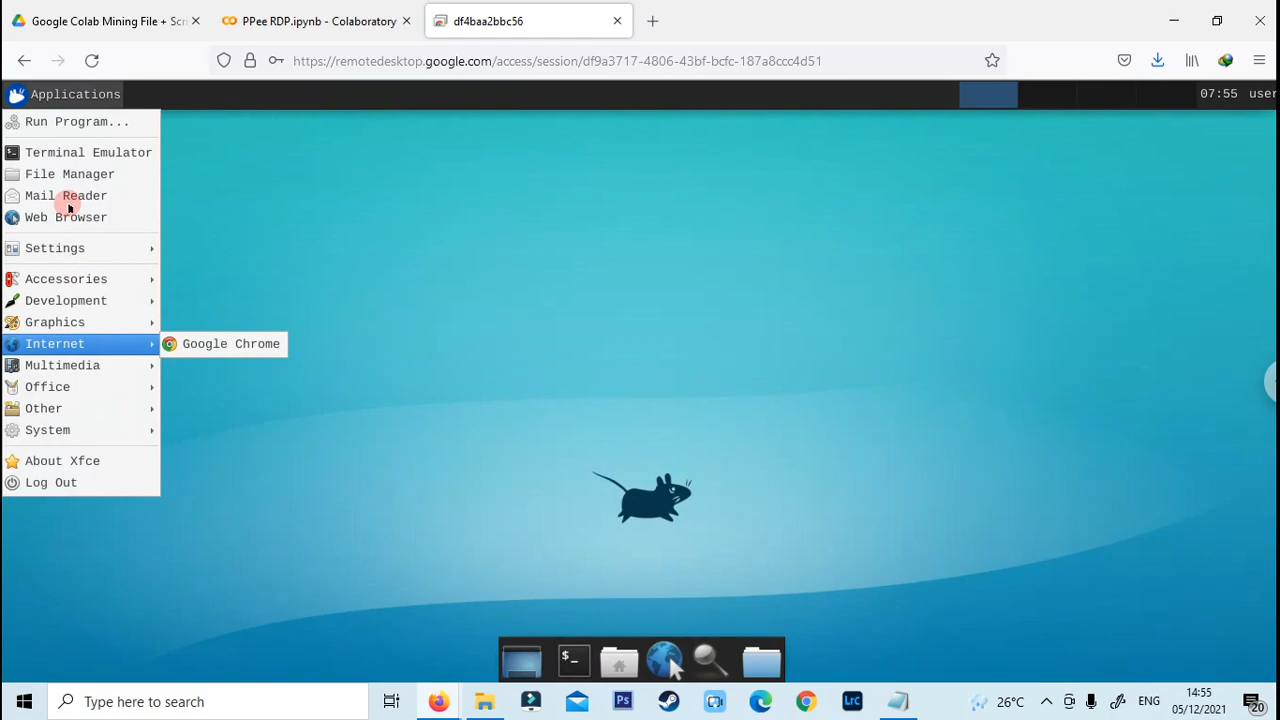 Google Colab Mining File + Scri
PPee RDP.ipynb - Colaboratory
df4baa2bbc56
https://remotedesktop.google.com/access/session/df9a3717-4806-43bf-bcfc-187a8ccc4d51
Applications
07:55 user
Run Program...
Terminal Emulator
File Manager
Mail Reader
Web Browser
Settings
Accessories
Development
Graphics
Internet
Google Chrome
Multimedia
Office
Other
System
About Xfce
Log Out
$_
Type here to search
Ps
LrC
26°C
ENG
14:55
05/12/2021
20